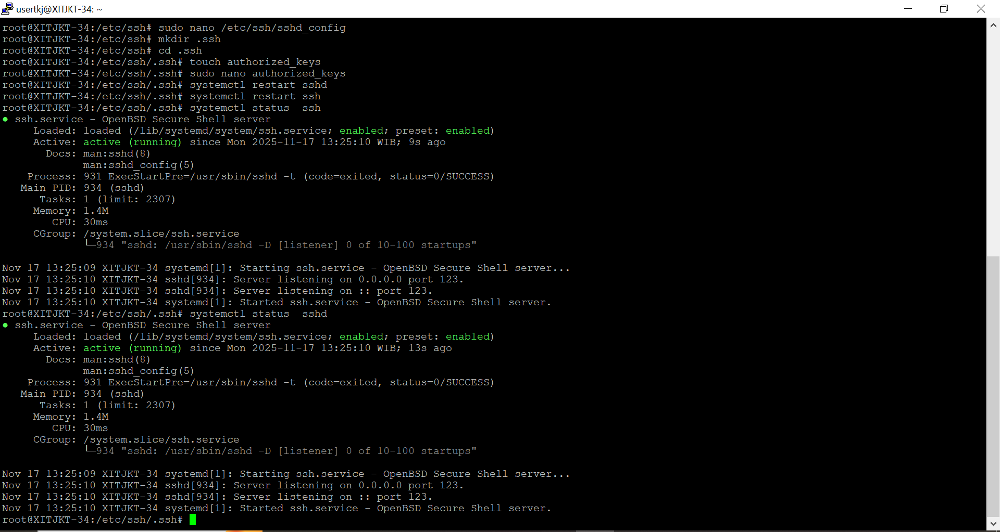 usertkj@XITJKT-34: ~
root@XITJKT-34:/etc/ssh# sudo nano /etc/ssh/sshd_config
root@XITJKT-34:/etc/ssh# mkdir .ssh
root@XITJKT-34:/etc/ssh# cd .ssh
root@XITJKT-34:/etc/ssh/.ssh# touch authorized_keys
root@XITJKT-34:/etc/ssh/.ssh# sudo nano authorized_keys
root@XITJKT-34:/etc/ssh/.ssh# systemctl restart sshd
root@XITJKT-34:/etc/ssh/.ssh# systemctl restart ssh
root@XITJKT-34:/etc/ssh/.ssh# systemctl status  ssh
● ssh.service - OpenBSD Secure Shell server
     Loaded: loaded (/lib/systemd/system/ssh.service; enabled; preset: enabled)
     Active: active (running) since Mon 2025-11-17 13:25:10 WIB; 9s ago
       Docs: man:sshd(8)
             man:sshd_config(5)
    Process: 931 ExecStartPre=/usr/sbin/sshd -t (code=exited, status=0/SUCCESS)
   Main PID: 934 (sshd)
      Tasks: 1 (limit: 2307)
     Memory: 1.4M
        CPU: 30ms
     CGroup: /system.slice/ssh.service
             └─934 "sshd: /usr/sbin/sshd -D [listener] 0 of 10-100 startups"
Nov 17 13:25:09 XITJKT-34 systemd[1]: Starting ssh.service - OpenBSD Secure Shell server...
Nov 17 13:25:10 XITJKT-34 sshd[934]: Server listening on 0.0.0.0 port 123.
Nov 17 13:25:10 XITJKT-34 sshd[934]: Server listening on :: port 123.
Nov 17 13:25:10 XITJKT-34 systemd[1]: Started ssh.service - OpenBSD Secure Shell server.
root@XITJKT-34:/etc/ssh/.ssh# systemctl status  sshd
● ssh.service - OpenBSD Secure Shell server
     Loaded: loaded (/lib/systemd/system/ssh.service; enabled; preset: enabled)
     Active: active (running) since Mon 2025-11-17 13:25:10 WIB; 13s ago
       Docs: man:sshd(8)
             man:sshd_config(5)
    Process: 931 ExecStartPre=/usr/sbin/sshd -t (code=exited, status=0/SUCCESS)
   Main PID: 934 (sshd)
      Tasks: 1 (limit: 2307)
     Memory: 1.4M
        CPU: 30ms
     CGroup: /system.slice/ssh.service
             └─934 "sshd: /usr/sbin/sshd -D [listener] 0 of 10-100 startups"
Nov 17 13:25:09 XITJKT-34 systemd[1]: Starting ssh.service - OpenBSD Secure Shell server...
Nov 17 13:25:10 XITJKT-34 sshd[934]: Server listening on 0.0.0.0 port 123.
Nov 17 13:25:10 XITJKT-34 sshd[934]: Server listening on :: port 123.
Nov 17 13:25:10 XITJKT-34 systemd[1]: Started ssh.service - OpenBSD Secure Shell server.
root@XITJKT-34:/etc/ssh/.ssh#